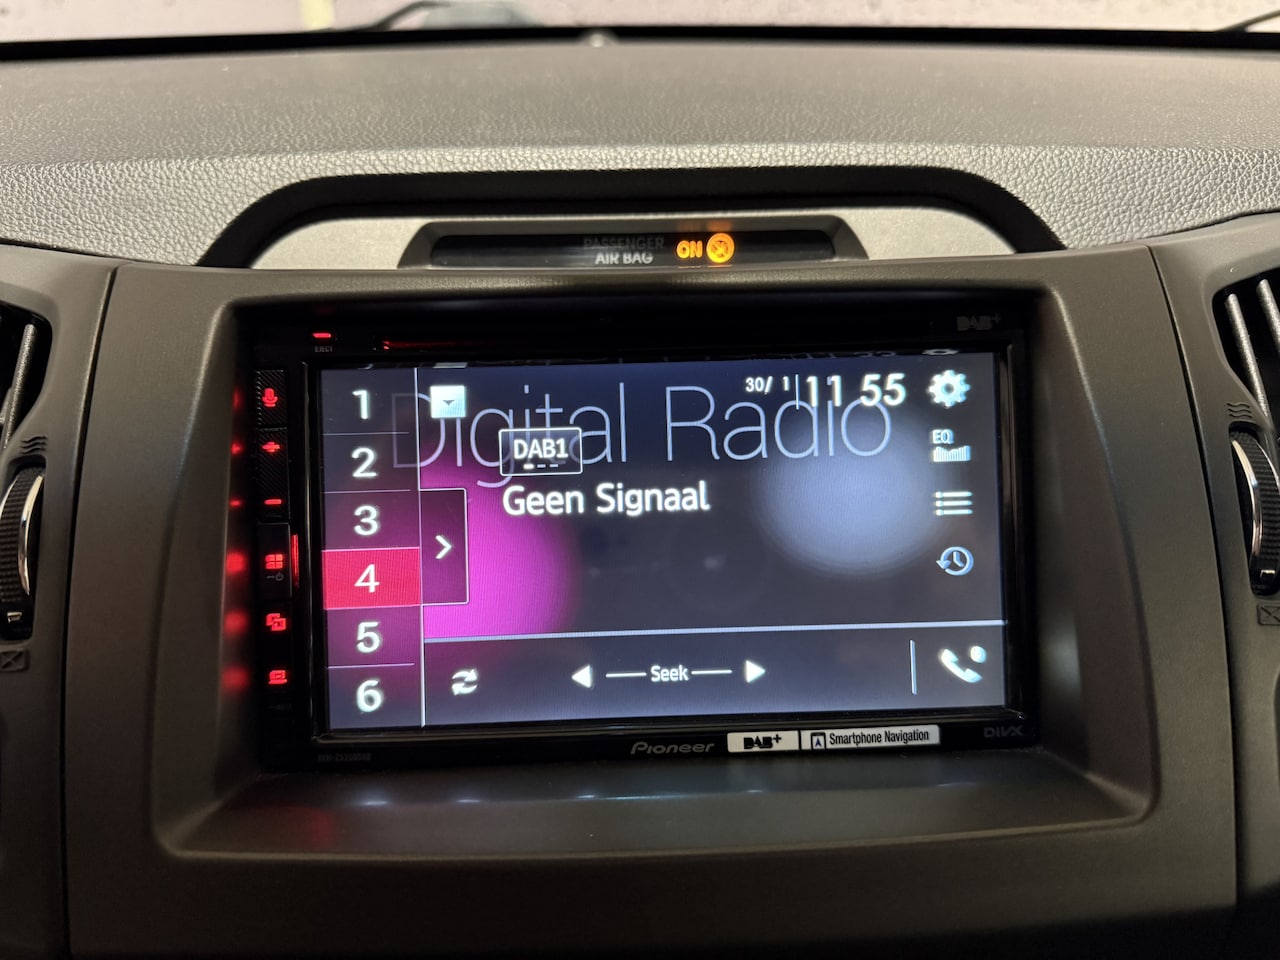 PASSENGER
AIR BAG
ON
DAB+
EJECT
Digital Radio
30/ 1
11 55
1
2
3
4
5
6
DAB1
Geen Signaal
EQ
Seek
Pioneer
DAB+
Smartphone Navigation
DIVX